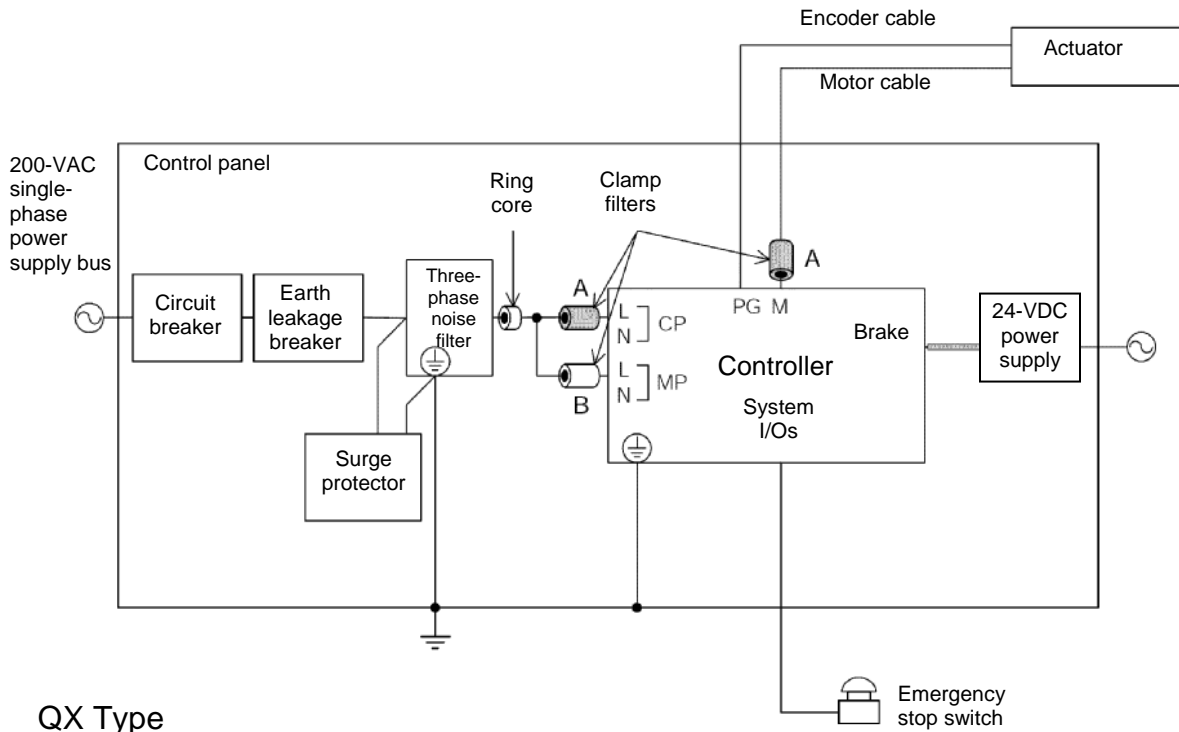 Encoder cable
Actuator
Motor cable
200-VAC
single-
phase
power
supply bus
Control panel
Ring
core
Clamp
filters
A
Circuit
breaker
Earth
leakage
breaker
Three-
phase
noise
filter
A
B
L
N
CP
L
N
MP
PG M
Brake
Controller
System
I/Os
24-VDC
power
supply
Surge
protector
Emergency
stop switch
QX Type